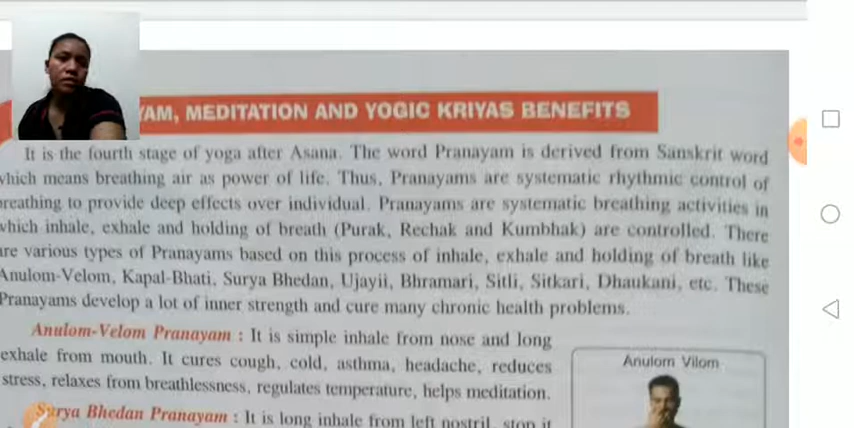 YAM, MEDITATION AND YOGIC KRIYAS BENEFITS
It is the fourth stage of yoga after Asana. The word Pranayam is derived from Sanskrit word
which means breathing air as power of life. Thus, Pranayams are systematic rhythmic control of
breathing to provide deep effects over individual. Pranayams are systematic breathing activities in
which inhale, exhale and holding of breath (Purak, Rechak and Kumbhak) are controlled. There
are various types of Pranayams based on this process of inhale, exhale and holding of breath like
Anulom-Velom, Kapal-Bhati, Surya Bhedan, Ujayii, Bhramari, Sitli, Sitkari, Dhaukani, etc. These
Pranayams develop a lot of inner strength and cure many chronic health problems.
Anulom-Velom Pranayam : It is simple inhale from nose and long
exhale from mouth. It cures cough, cold, asthma, headache, reduces
stress, relaxes from breathlessness, regulates temperature, helps meditation.
Surya Bhedan Pranayam : It is long inhale from left nostril, stop it
Anulom Vilom